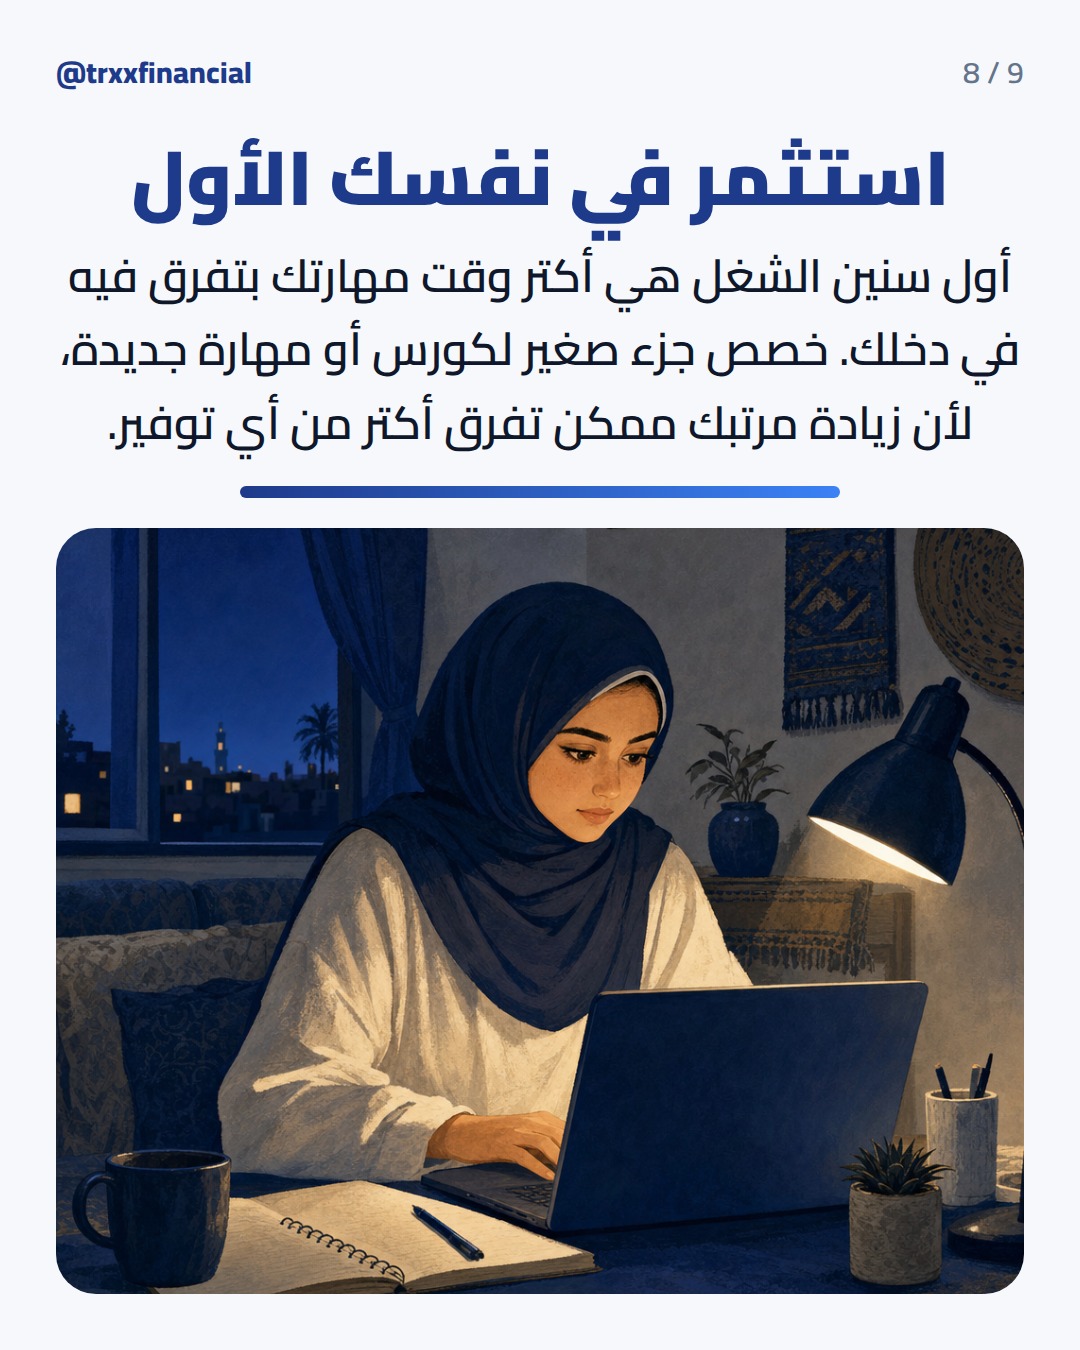 @trxxfinancial
8 / 9
استثمر في نفسك الأول
أول سنين الشغل هي أكتر وقت مهارتك بتفرق فيه
في دخلك. خصص جزء صغير لكورس أو مهارة جديدة،
لأن زيادة مرتبك ممكن تفرق أكتر من أي توفير.